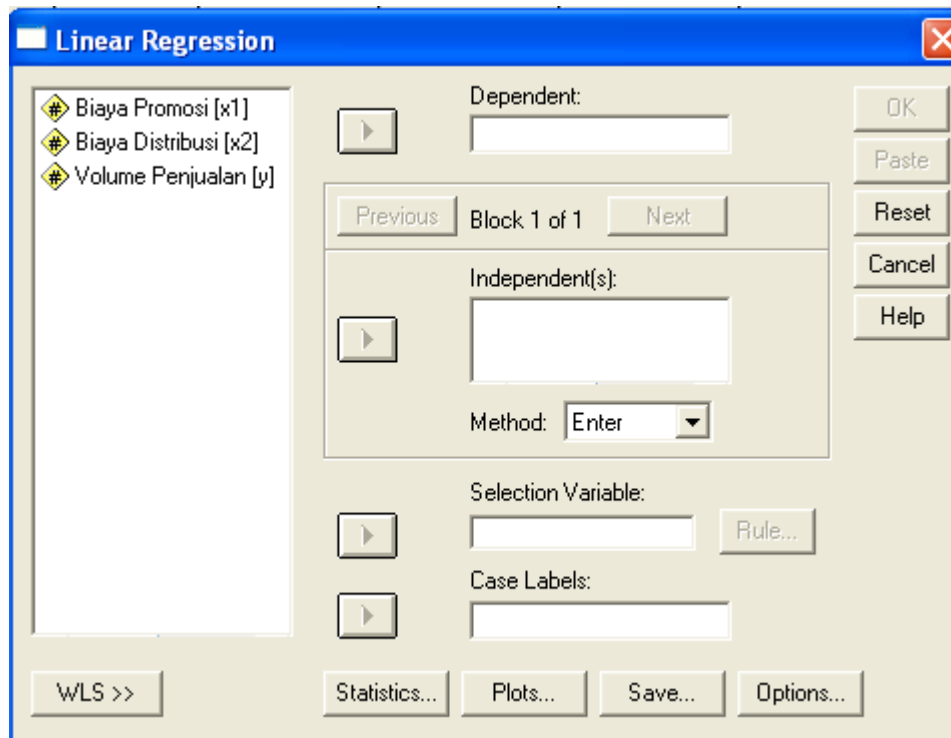 Linear Regression
Biaya Promosi [x1]
Biaya Distribusi [x2]
Volume Penjualan [y]
Dependent:
Previous
Block 1 of 1
Next
Independent(s):
Method:
Enter
Selection Variable:
Rule...
Case Labels:
OK
Paste
Reset
Cancel
Help
WLS >>
Statistics...
Plots...
Save...
Options...